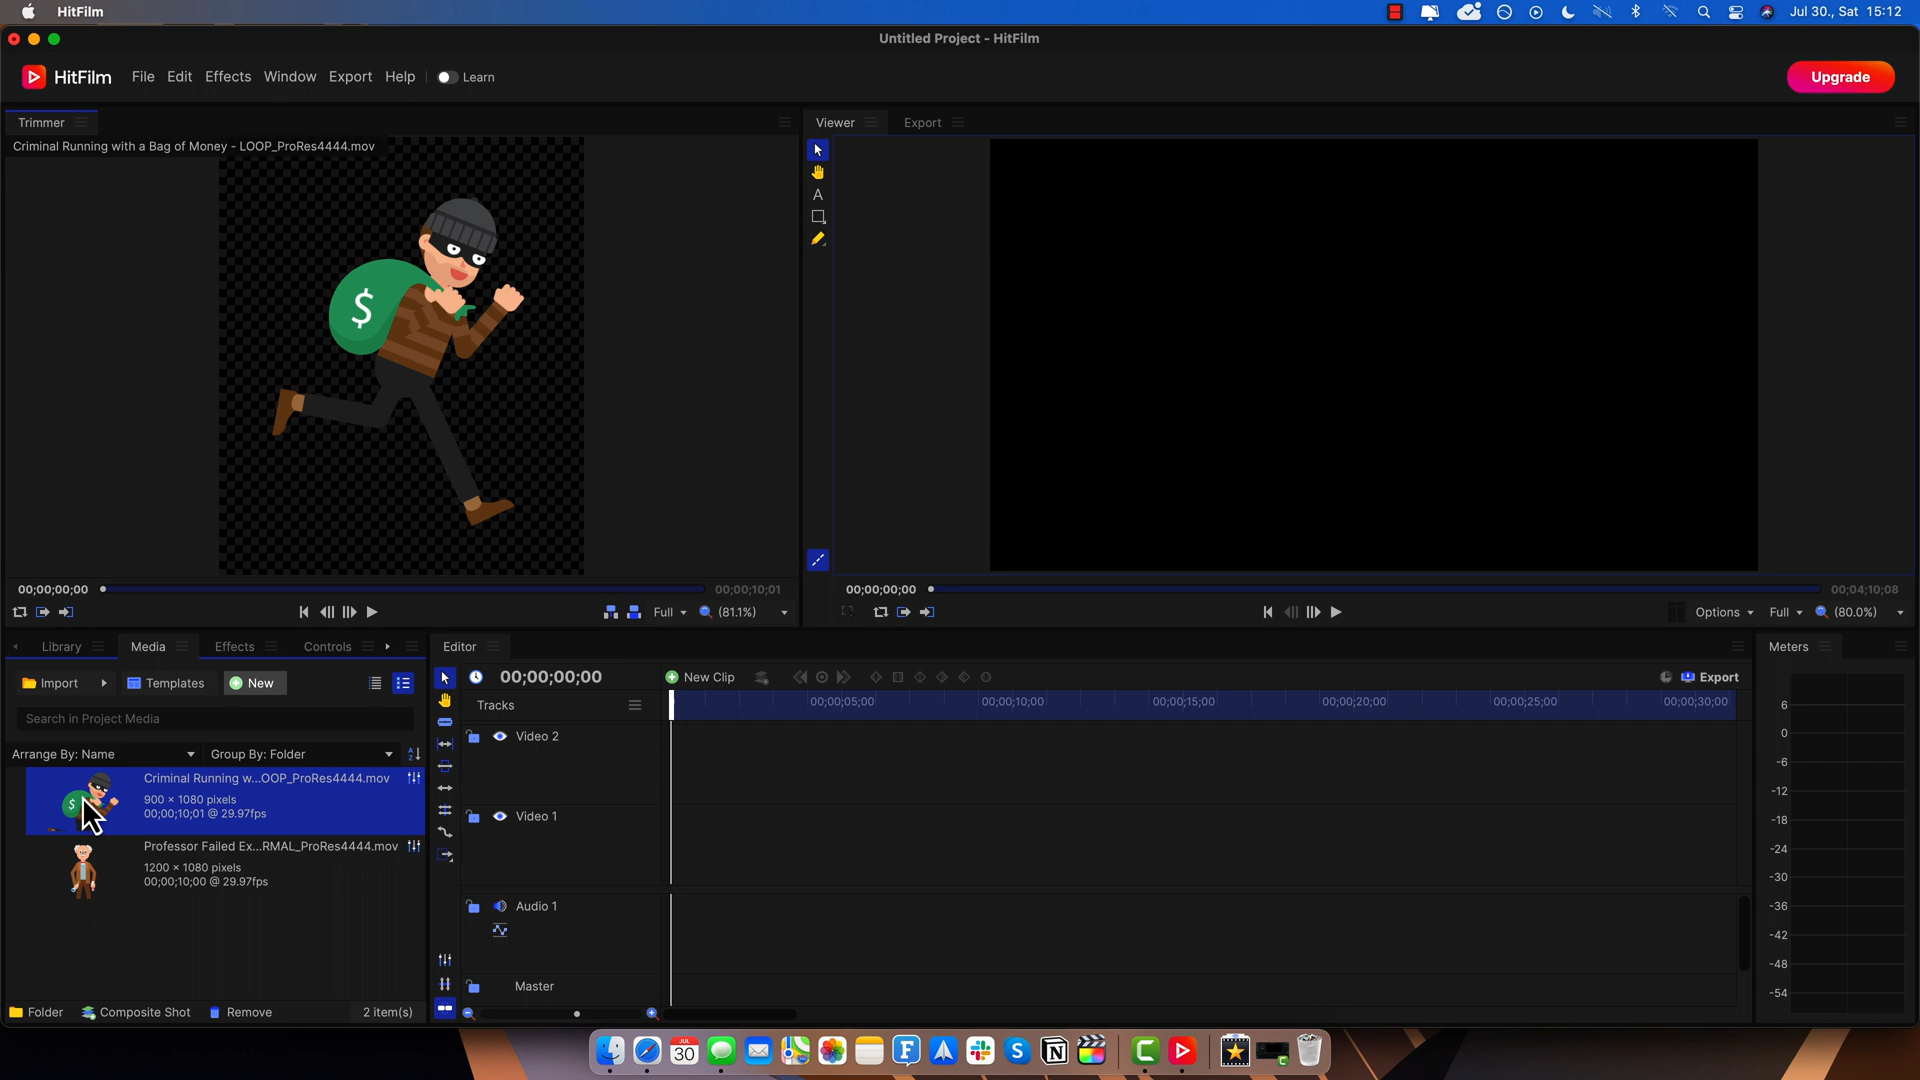 HitFilm
Jul 30., Sat 15:12
Untitled Project - HitFilm
HitFilm File Edit Effects Window Export Help Learn
Upgrade
Trimmer
Viewer Export
Criminal Running with a Bag of Money - LOOP_ProRes4444.mov
A
$
00;00;00;00
00;00;10;01
00;00;00;00
00;04;10;08
Full (81.1%)
Options Full (80.0%)
Library Media Effects Controls
Editor
Meters
Import Templates New
00;00;00;00
New Clip
Export
Search in Project Media
Tracks
00;00;05;00 00;00;10;00 00;00;15;00 00;00;20;00 00;00;25;00 00;00;30;00
Arrange By: Name Group By: Folder
Criminal Running w...OOP_ProRes4444.mov
900 × 1080 pixels
00;00;10;01 @ 29.97fps
$
Professor Failed Ex...RMAL_ProRes4444.mov
1200 × 1080 pixels
00;00;10;00 @ 29.97fps
Video 2
Video 1
Audio 1
Master
6
0
-6
-12
-18
-24
-30
-36
-42
-48
-54
Folder Composite Shot Remove 2 item(s)
JUL
30